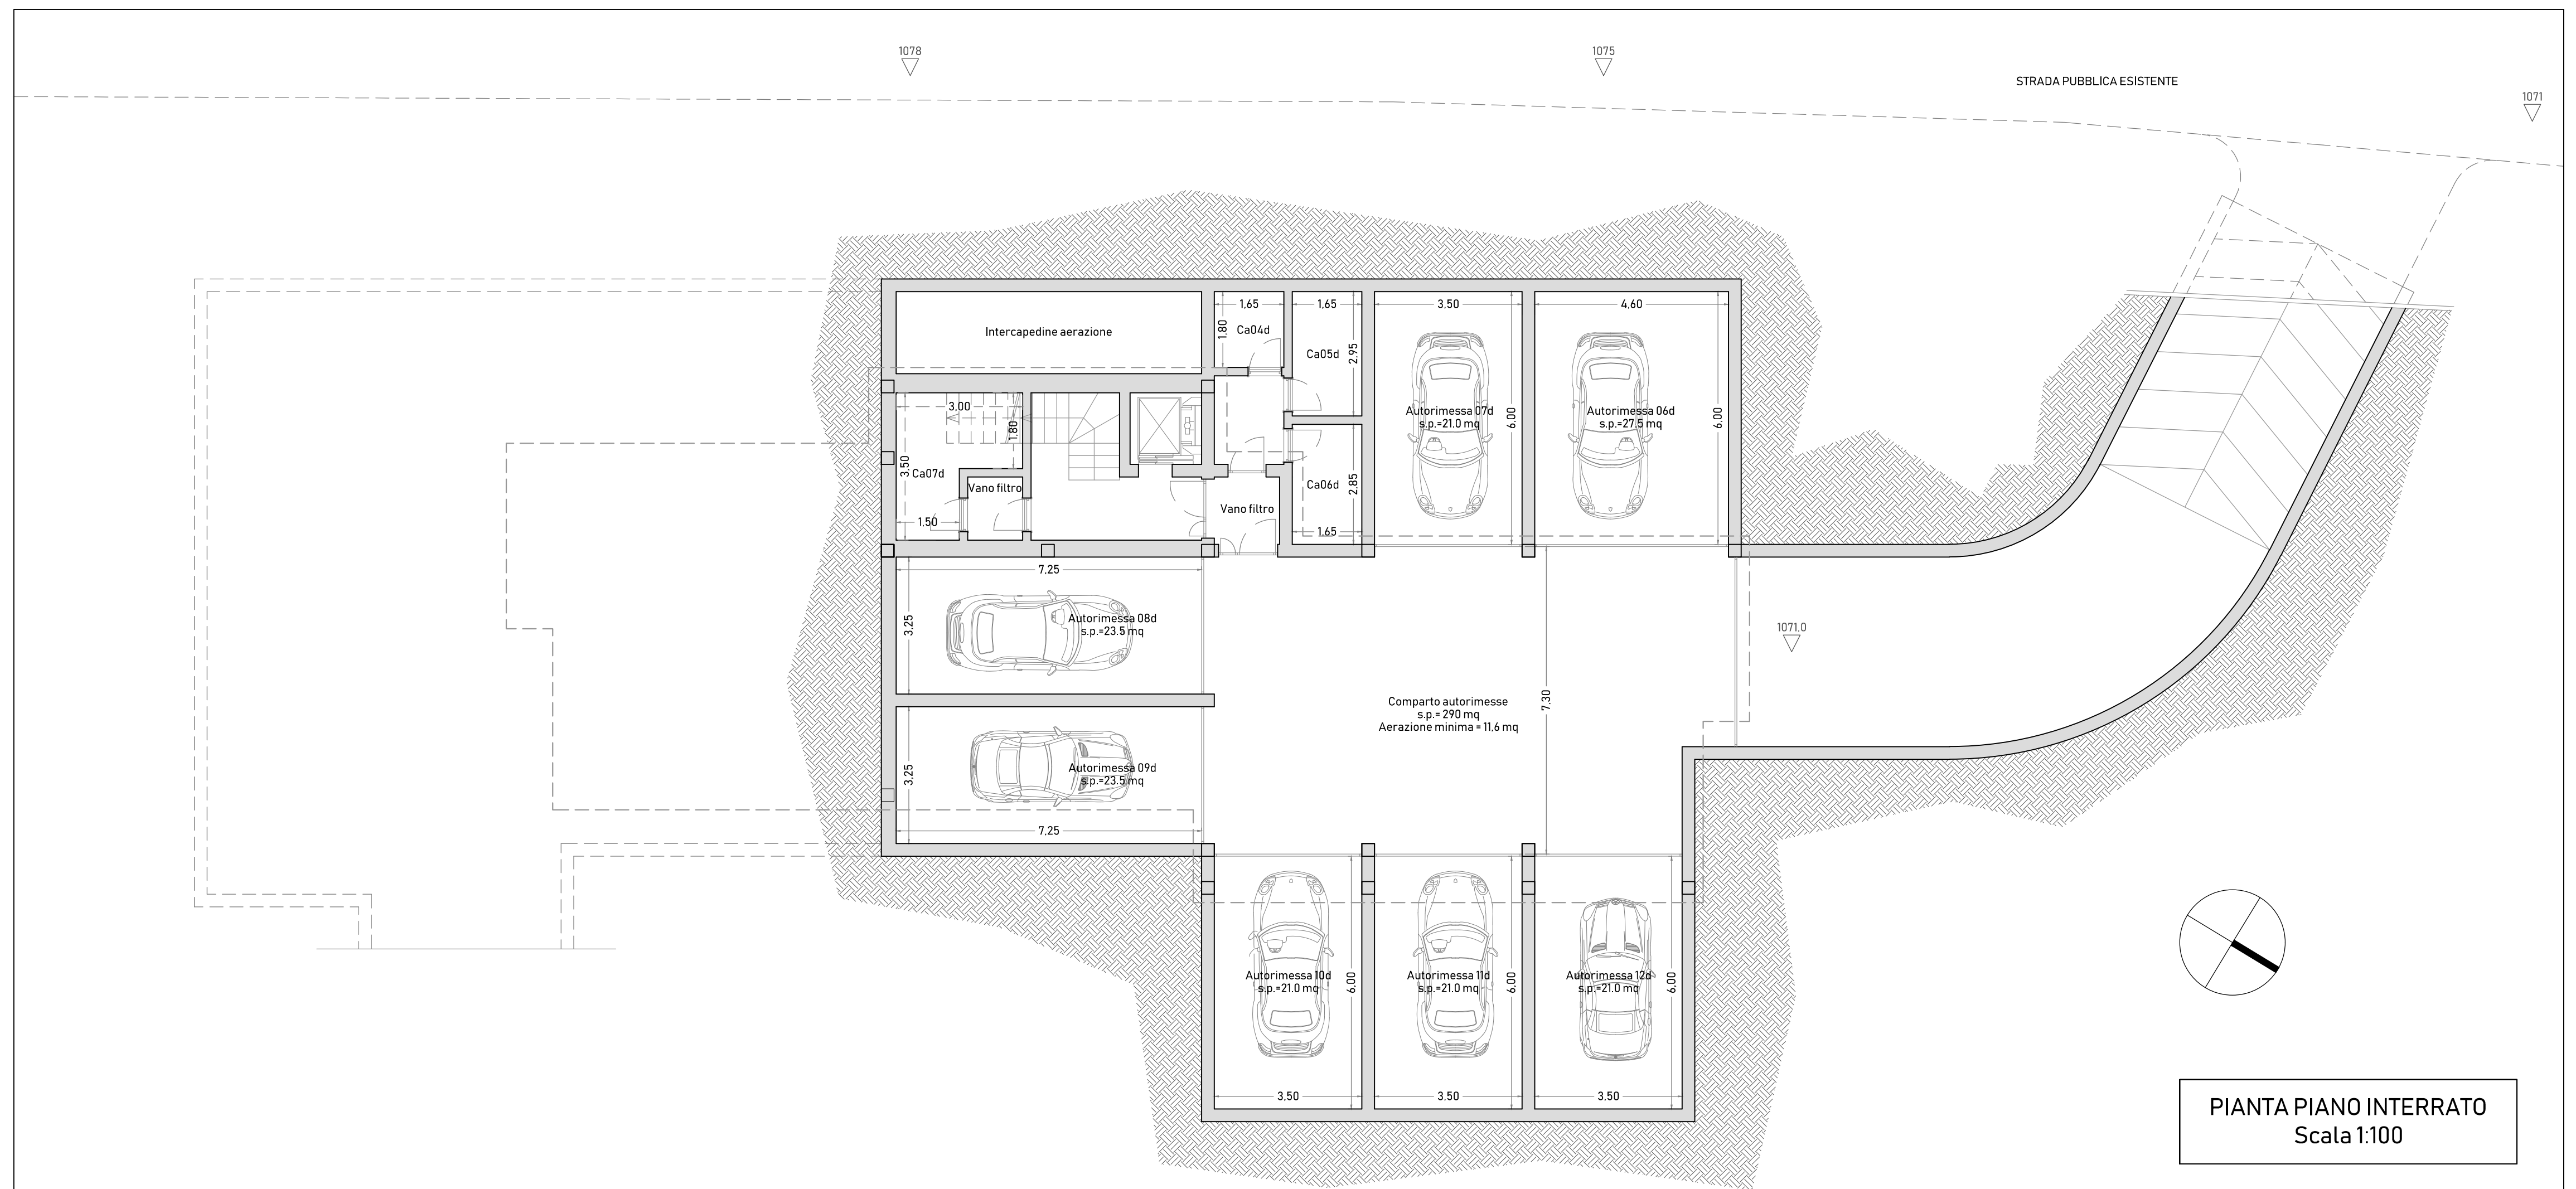 1078
1075
STRADA PUBBLICA ESISTENTE
1071
1,65
1,65
3.50
4.60
1,80
Ca04d
Intercapedine aerazione
Ca05d
2.95
3.00
1.80
Autorimessa 07d
s.p.=21.0 mq
6.00
Autorimessa 06d
s.p.=27.5 mq
6.00
3.50
Ca07d
Vano filtro
Ca06d
2.85
1,50
Vano filtro
1.65
7.25
3.25
Autorimessa 08d
s.p.=23.5 mq
1071,0
7.30
Comparto autorimesse
s.p.= 290 mq
Aerazione minima = 11,6 mq
3.25
Autorimessa 09d
s.p.=23.5 mq
7.25
Autorimessa 10d
s.p.=21.0 mq
6.00
Autorimessa 11d
s.p.=21.0 mq
6.00
Autorimessa 12d
s.p.=21.0 mq
6.00
3.50
3.50
3.50
PIANTA PIANO INTERRATO
Scala 1:100